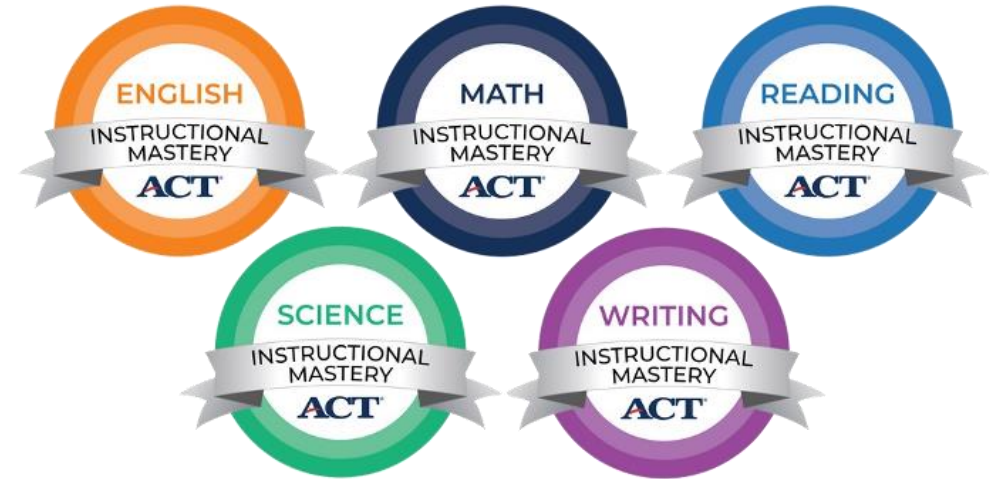 ENGLISH
INSTRUCTIONAL
MASTERY
ACT®
MATH
INSTRUCTIONAL
MASTERY
ACT®
READING
INSTRUCTIONAL
MASTERY
ACT®
SCIENCE
INSTRUCTIONAL
MASTERY
ACT®
WRITING
INSTRUCTIONAL
MASTERY
ACT®